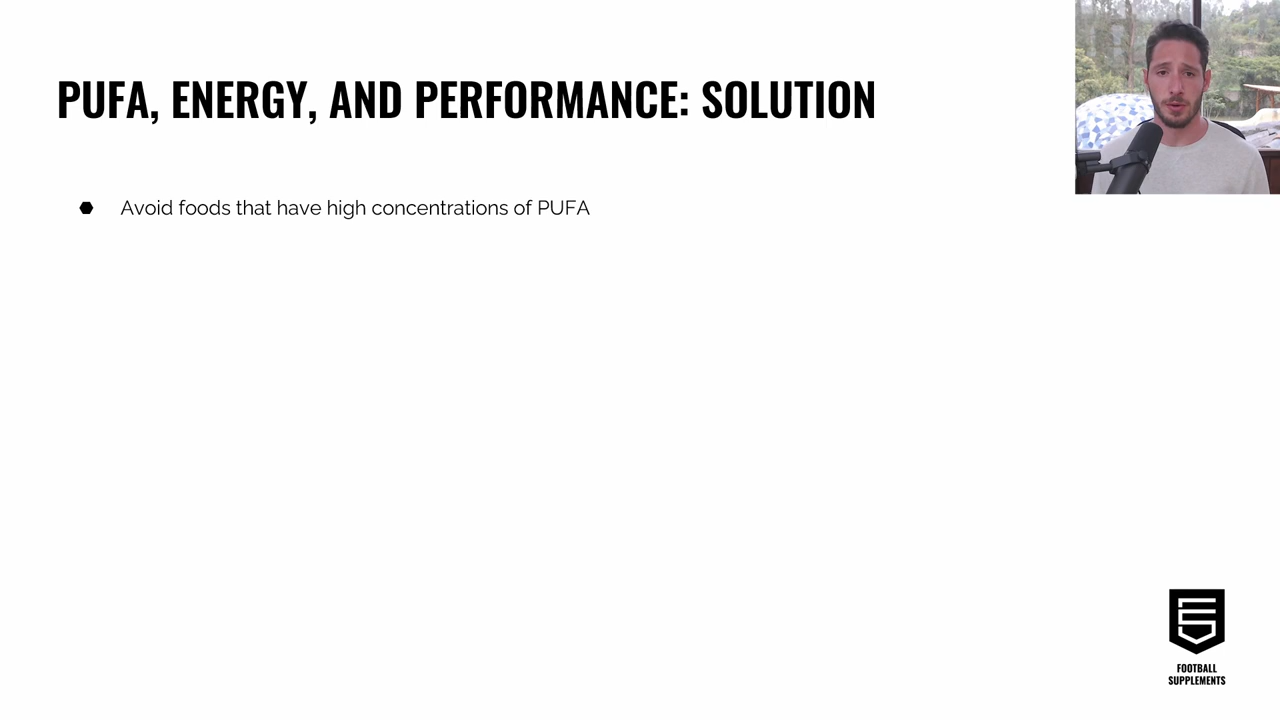 PUFA, ENERGY, AND PERFORMANCE: SOLUTION
Avoid foods that have high concentrations of PUFA
FOOTBALL
SUPPLEMENTS